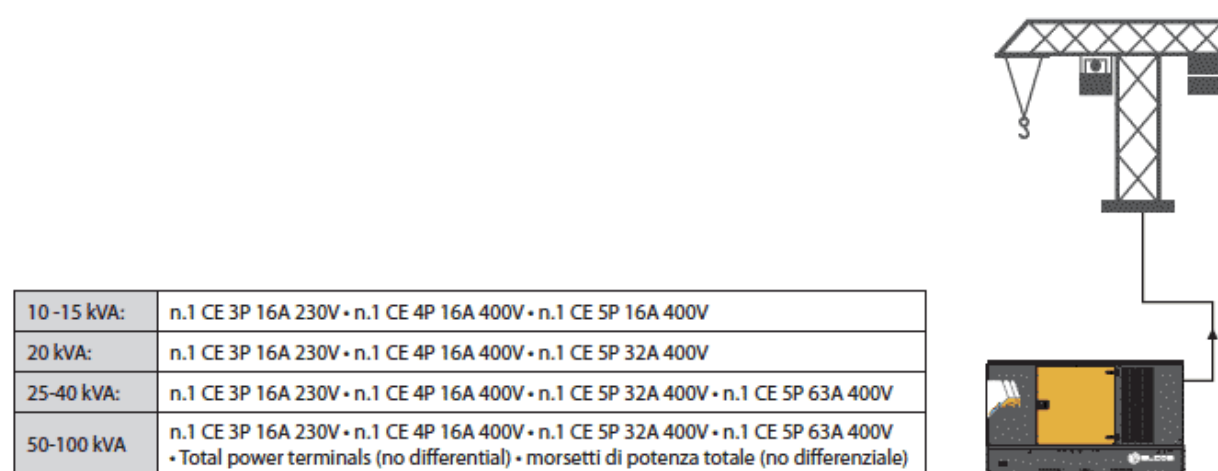 10 -15 kVA: n.1 CE 3P 16A 230V • n.1 CE 4P 16A 400V • n.1 CE 5P 16A 400V
20 kVA: n.1 CE 3P 16A 230V • n.1 CE 4P 16A 400V • n.1 CE 5P 32A 400V
25-40 kVA: n.1 CE 3P 16A 230V • n.1 CE 4P 16A 400V • n.1 CE 5P 32A 400V • n.1 CE 5P 63A 400V
50-100 kVA n.1 CE 3P 16A 230V • n.1 CE 4P 16A 400V • n.1 CE 5P 32A 400V • n.1 CE 5P 63A 400V
• Total power terminals (no differential) • morsetti di potenza totale (no differenziale)